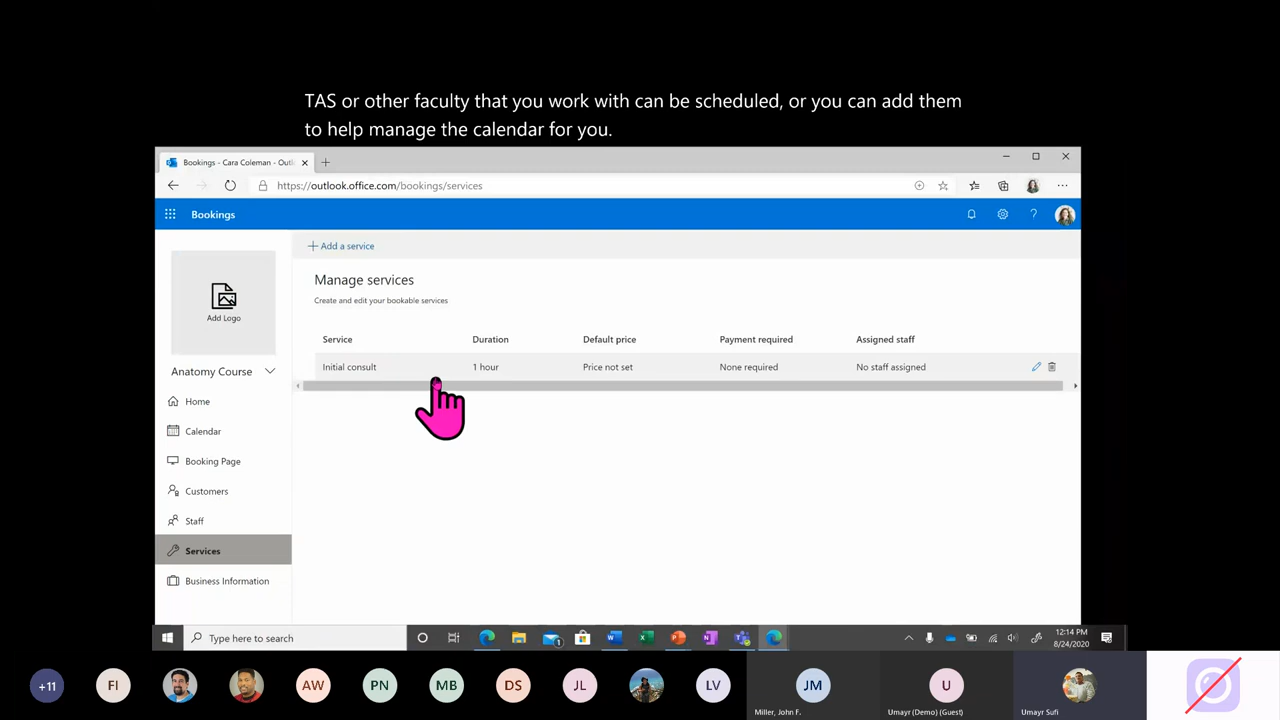 TAS or other faculty that you work with can be scheduled, or you can add them
to help manage the calendar for you.
Bookings - Cara Coleman - Outl
https://outlook.office.com/bookings/services
Bookings
Add Logo
Anatomy Course
Home
Calendar
Booking Page
Customers
Staff
Services
Business Information
Add a service
Manage services
Create and edit your bookable services
Service Duration Default price Payment required Assigned staff
Initial consult 1 hour Price not set None required No staff assigned
Type here to search
12:14 PM
8/24/2020
+11 FI AW PN MB DS JL LV JM U
Miller, John F. Umayr (Demo) (Guest) Umayr Sufi